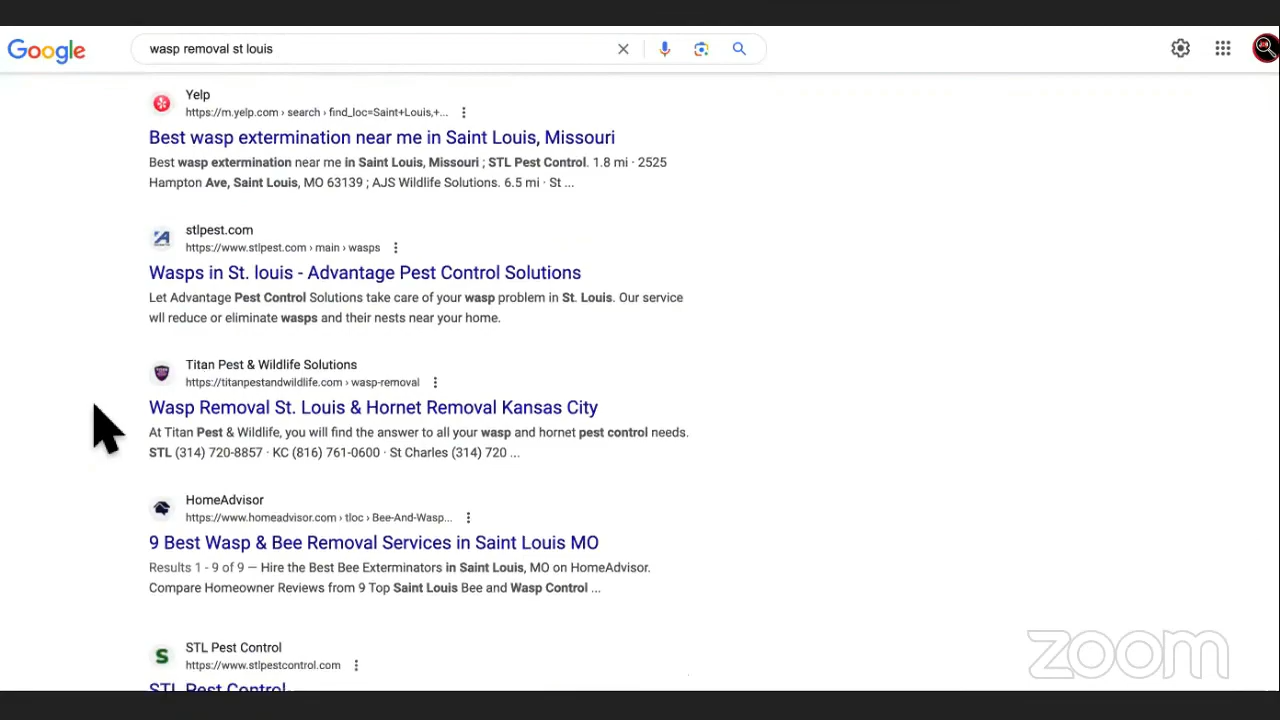 Google
wasp removal st louis
Yelp
https://m.yelp.com › search › find_loc=Saint+Louis,+...
Best wasp extermination near me in Saint Louis, Missouri
Best wasp extermination near me in Saint Louis, Missouri ; STL Pest Control. 1.8 mi · 2525
Hampton Ave, Saint Louis, MO 63139 ; AJS Wildlife Solutions. 6.5 mi · St ...
stlpest.com
https://www.stlpest.com › main › wasps
Wasps in St. louis - Advantage Pest Control Solutions
Let Advantage Pest Control Solutions take care of your wasp problem in St. Louis. Our service
wll reduce or eliminate wasps and their nests near your home.
Titan Pest & Wildlife Solutions
https://titanpestandwildlife.com › wasp-removal
Wasp Removal St. Louis & Hornet Removal Kansas City
At Titan Pest & Wildlife, you will find the answer to all your wasp and hornet pest control needs.
STL (314) 720-8857 · KC (816) 761-0600 · St Charles (314) 720 ...
HomeAdvisor
https://www.homeadvisor.com › tloc › Bee-And-Wasp...
9 Best Wasp & Bee Removal Services in Saint Louis MO
Results 1 - 9 of 9 — Hire the Best Bee Exterminators in Saint Louis, MO on HomeAdvisor.
Compare Homeowner Reviews from 9 Top Saint Louis Bee and Wasp Control ...
STL Pest Control
https://www.stlpestcontrol.com
STL Pest Control
zoom